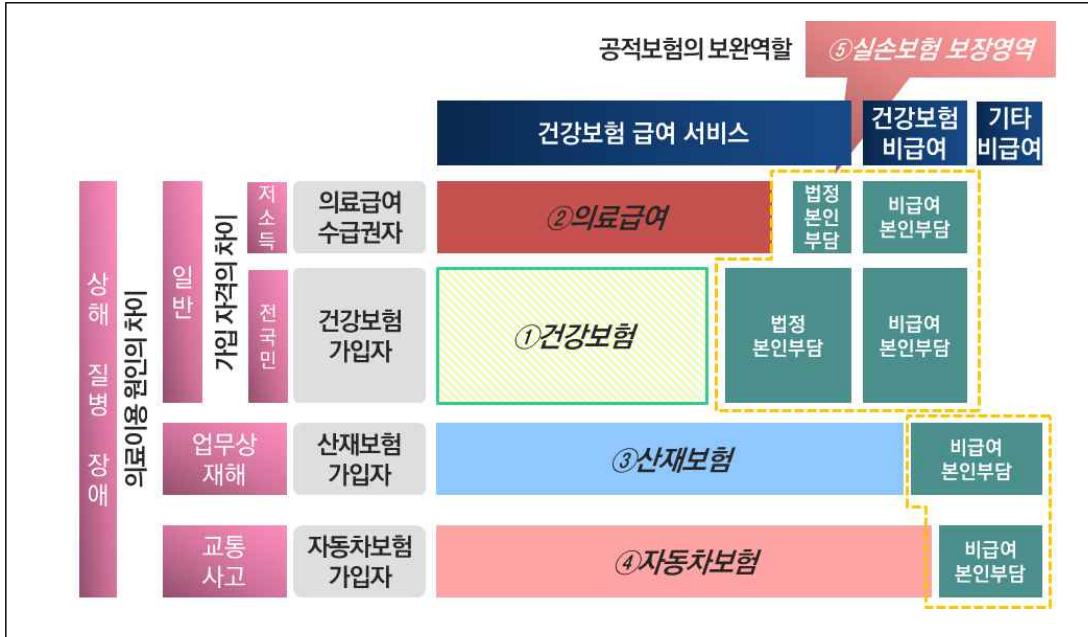 공적보험의 보완역할
⑤실손보험 보장영역
건강보험 급여 서비스
건강보험
비급여
기타
비급여
상해 질병 장애
의료이용 원인의 차이
일반
가입 자격의 차이
저소득
의료급여
수급권자
②의료급여
법정
본인
부담
비급여
본인부담
전국민
건강보험
가입자
①건강보험
법정
본인부담
비급여
본인부담
업무상
재해
산재보험
가입자
③산재보험
비급여
본인부담
교통
사고
자동차보험
가입자
④자동차보험
비급여
본인부담